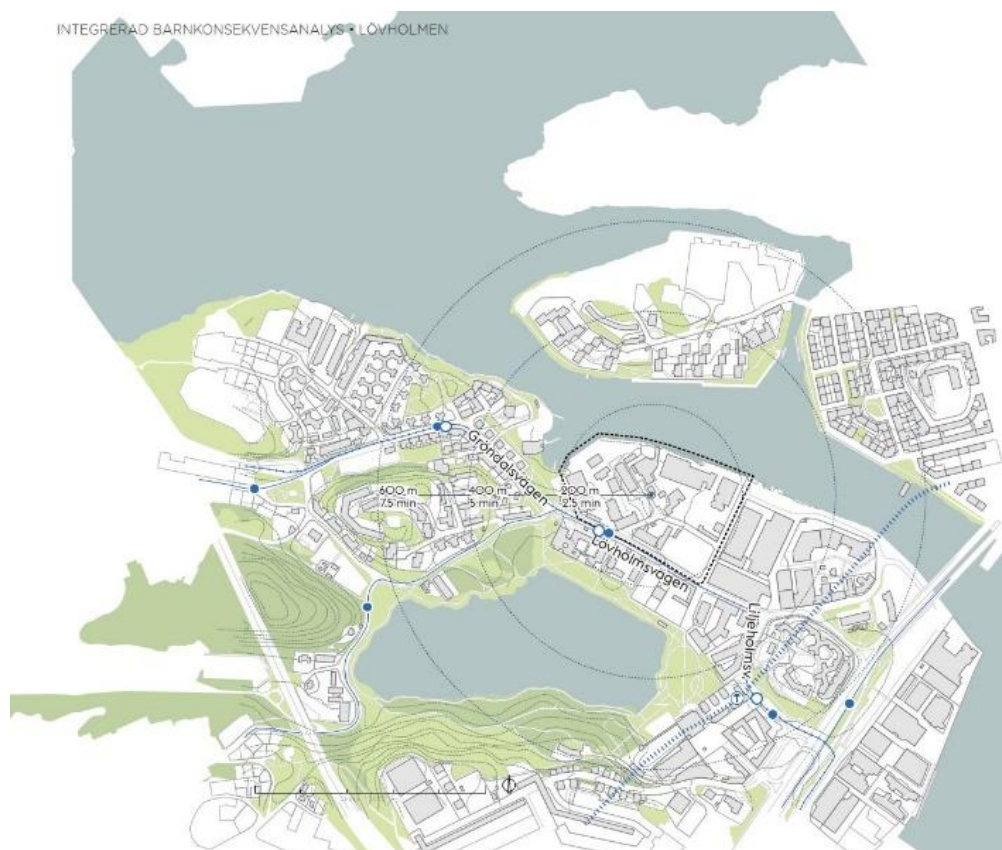 INTEGRERAD BARNKONSEKVENSANALYS • LÖVHOLMEN
Gröndalsvägen
600 m
7.5 min
400 m
5 min
200 m
2.5 min
Lövholmsvägen
Liljeholmsv.
T